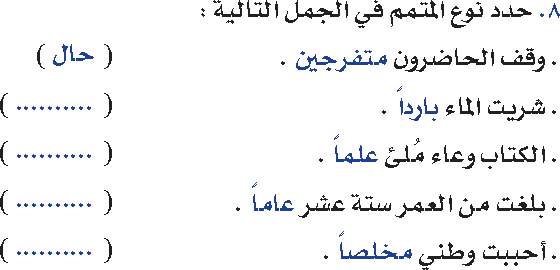 ٨. حدد نوع المتمم في الجمل التالية :
. وقف الحاضرون متفرجين . ( حال )
. شربت الماء بارداً . ( .......... )
. الكتاب وعاء مُلئ علماً . ( .......... )
. بلغت من العمر ستة عشر عاماً . ( .......... )
. أحببت وطني مخلصاً . ( .......... )